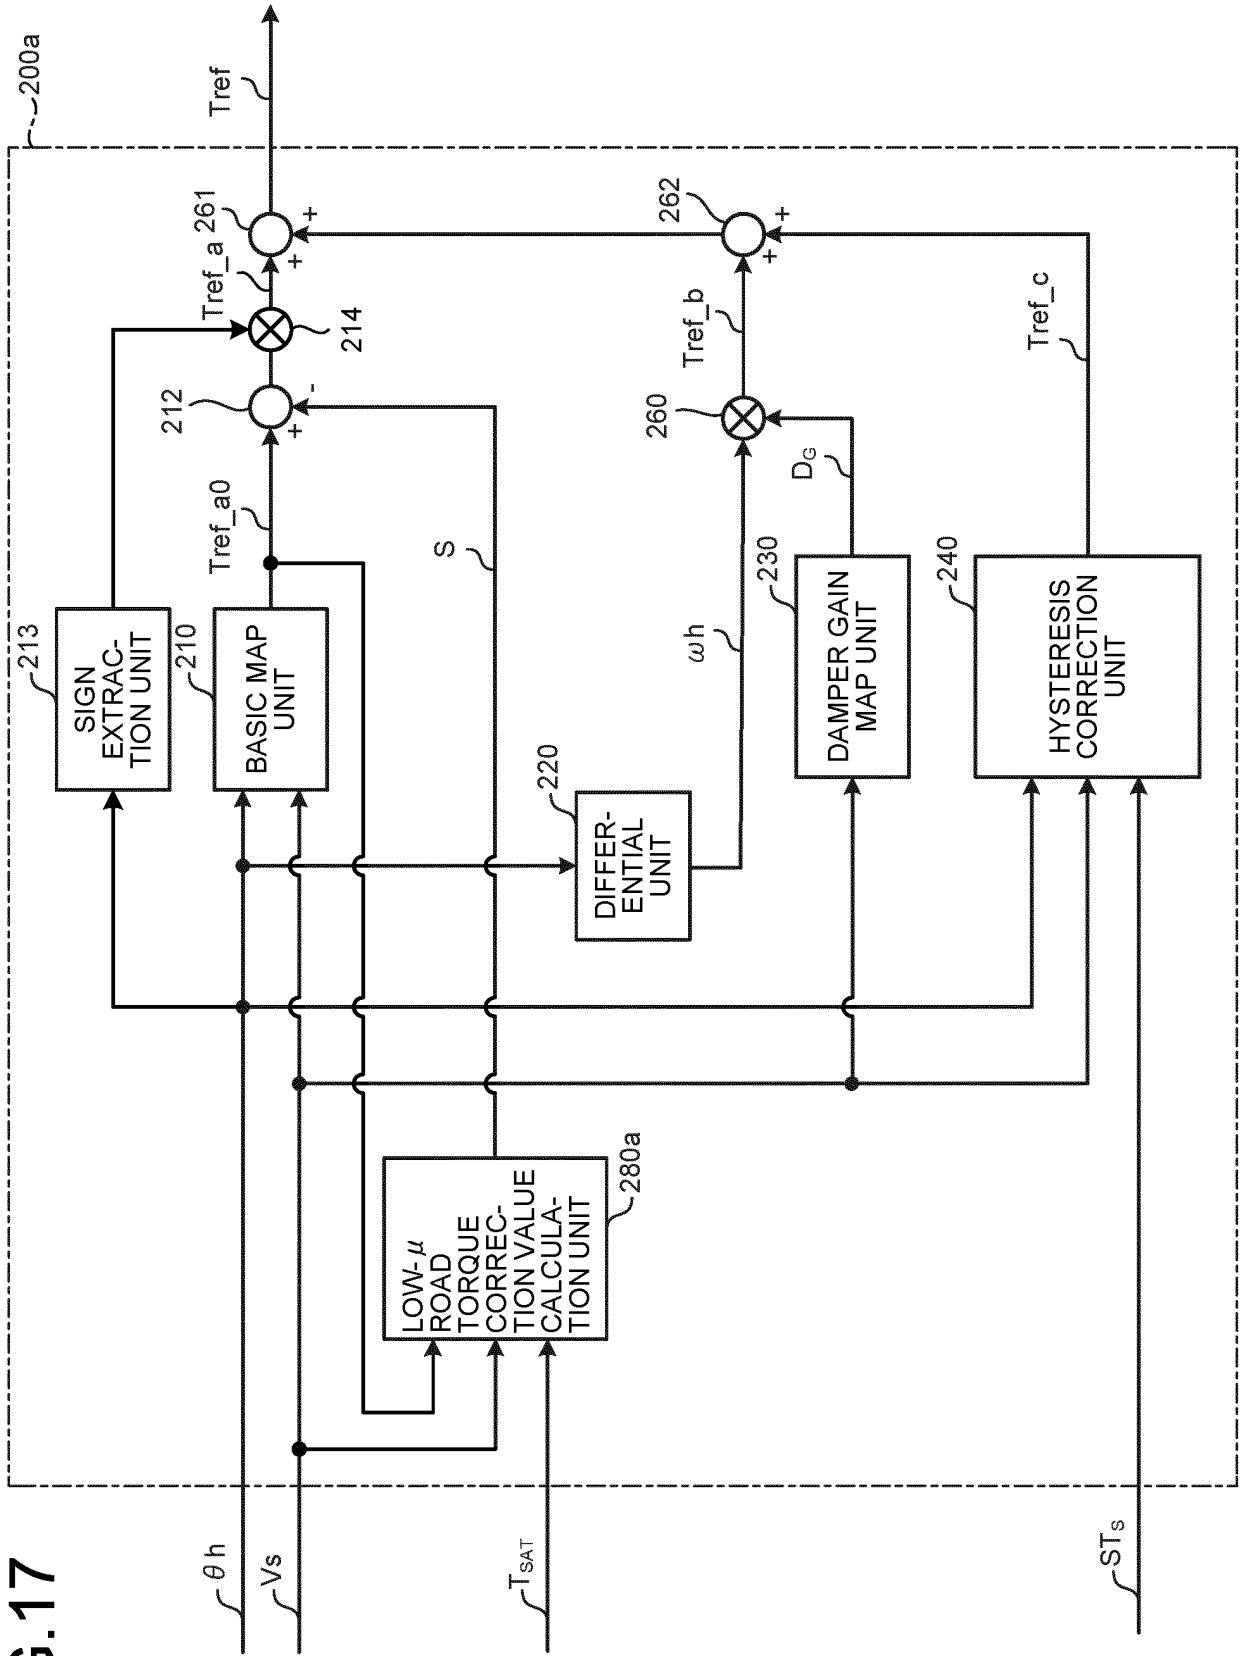 G.17
200a
θh
Vs
TSAT
STS
213
SIGN
EXTRAC-
TION UNIT
210
BASIC MAP
UNIT
Tref_a0
212
+
-
214
Tref_a
261
+
+
Tref
LOW-μ
ROAD
TORQUE
CORREC-
TION VALUE
CALCULA-
TION UNIT
280a
S
220
DIFFER-
ENTIAL
UNIT
ωh
260
Tref_b
262
+
+
230
DAMPER GAIN
MAP UNIT
DG
240
HYSTERESIS
CORRECTION
UNIT
Tref_c